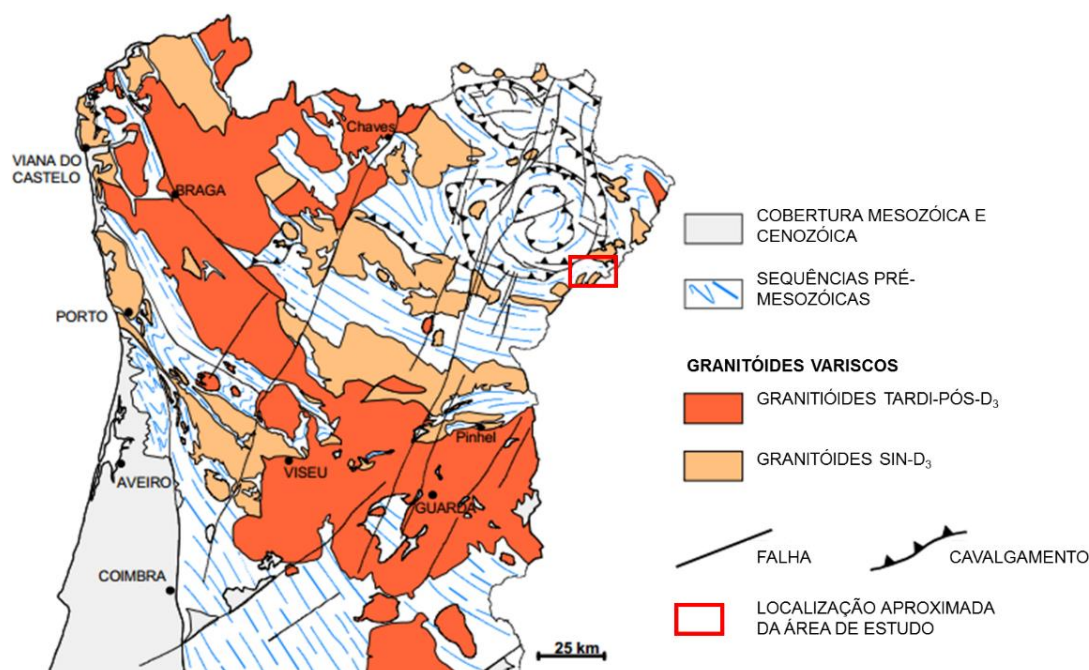 Chaves
VIANA DO
CASTELO
BRAGA
PORTO
Pinhel
VISEU
AVEIRO
GUARDA
COIMBRA
25 km
COBERTURA MESOZÓICA E
CENOZÓICA
SEQUÊNCIAS PRÉ-
MESOZÓICAS
GRANITÓIDES VARISCOS
GRANITIÓIDES TARDI-PÓS-D₃
GRANITÓIDES SIN-D₃
FALHA
CAVALGAMENTO
LOCALIZAÇÃO APROXIMADA
DA ÁREA DE ESTUDO